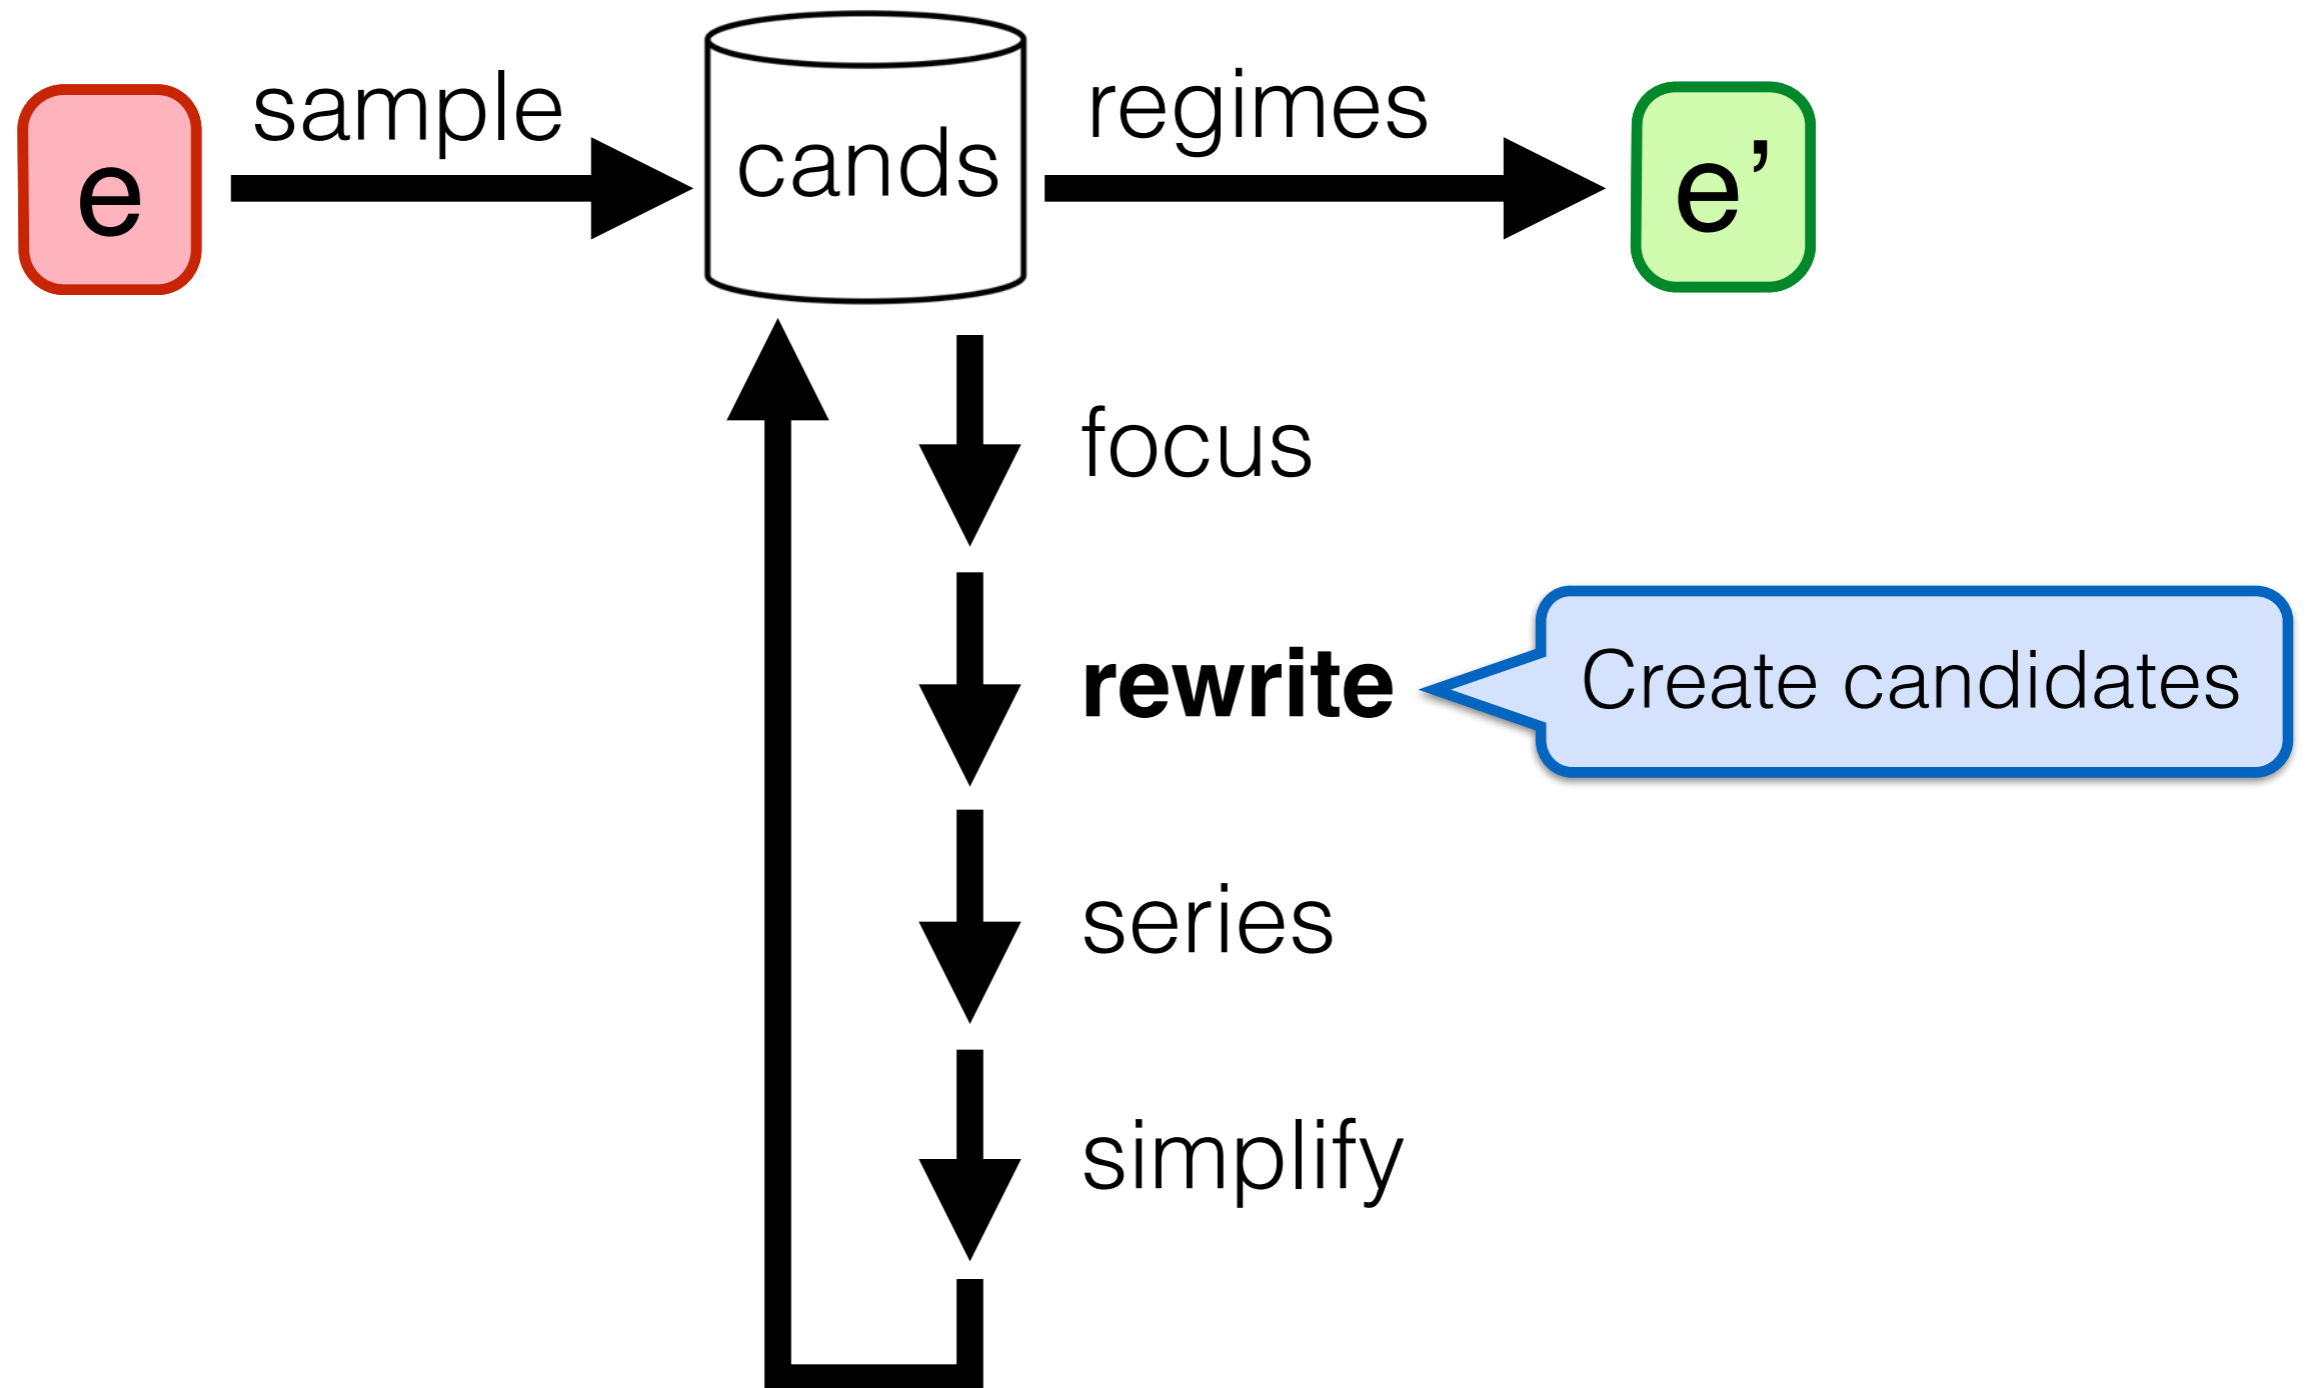 e
sample
cands
regimes
e’
focus
rewrite
Create candidates
series
simplify